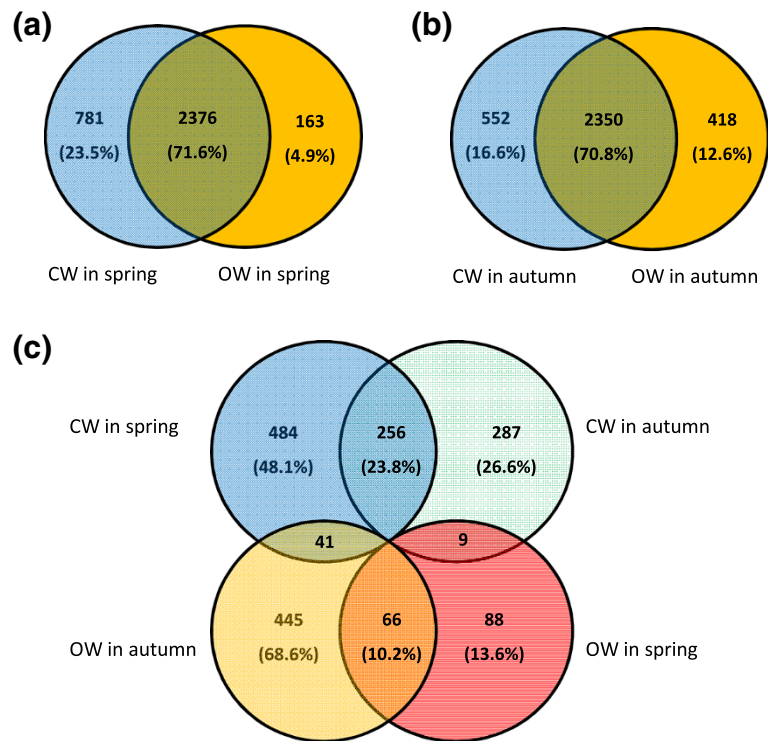 (a)
781
(23.5%)
2376
(71.6%)
163
(4.9%)
CW in spring
OW in spring
(b)
552
(16.6%)
2350
(70.8%)
418
(12.6%)
CW in autumn
OW in autumn
(c)
CW in spring
484
(48.1%)
256
(23.8%)
287
(26.6%)
CW in autumn
41
9
OW in autumn
445
(68.6%)
66
(10.2%)
88
(13.6%)
OW in spring